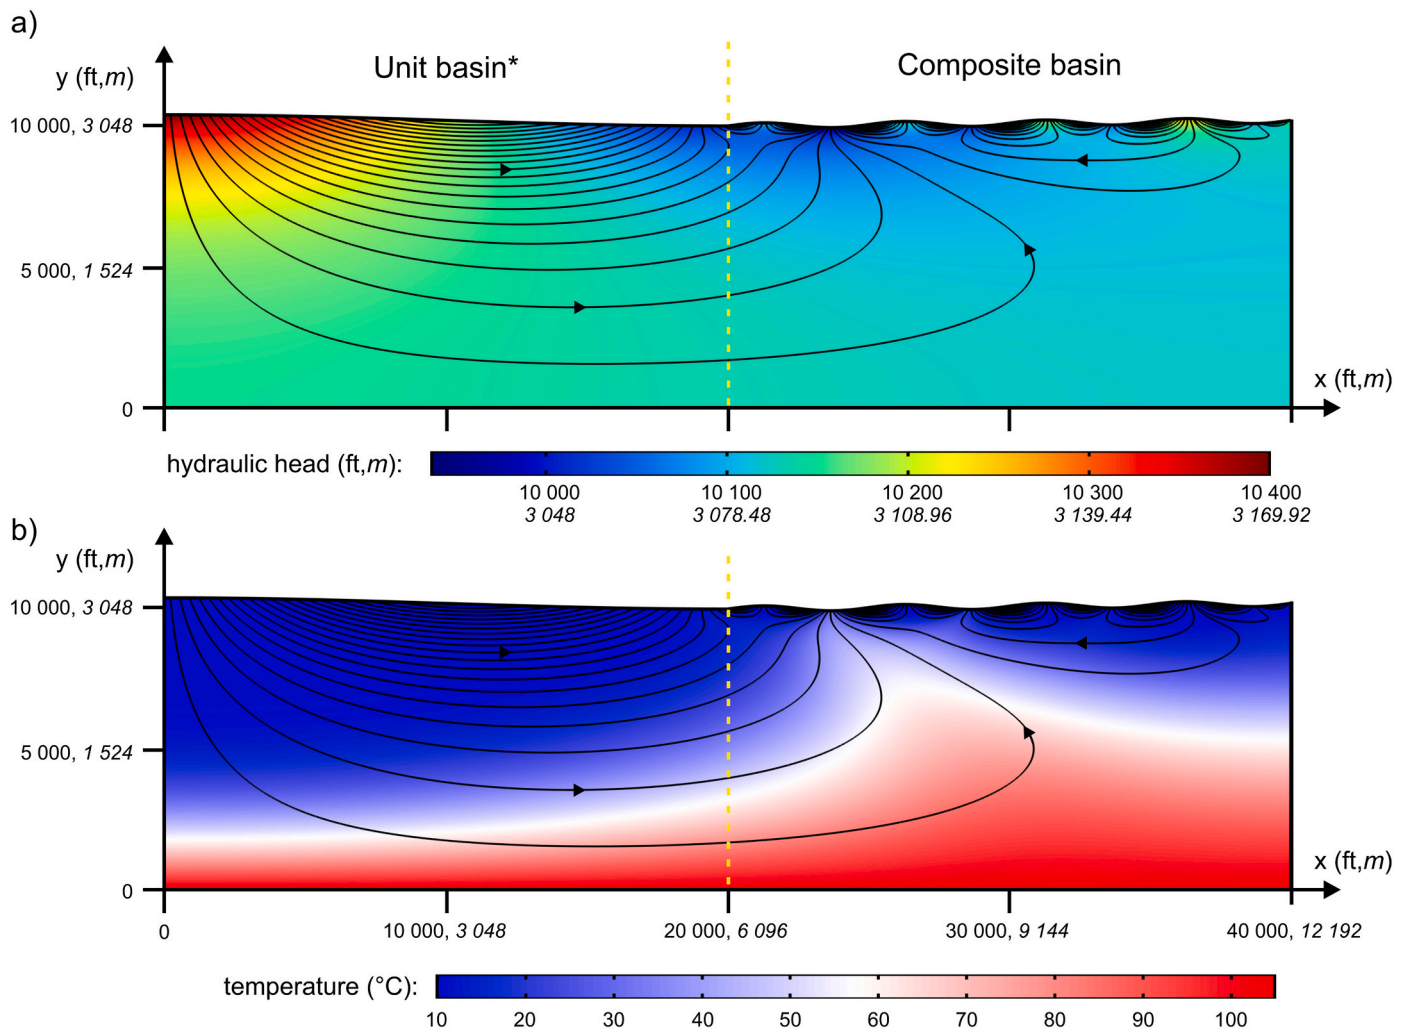 a)
Unit basin*
Composite basin
y (ft,m)
10 000, 3 048
5 000, 1 524
0
x (ft,m)
hydraulic head (ft,m):
10 000 10 100 10 200 10 300 10 400
3 048 3 078.48 3 108.96 3 139.44 3 169.92
b)
y (ft,m)
10 000, 3 048
5 000, 1 524
0
x (ft,m)
0 10 000, 3 048 20 000, 6 096 30 000, 9 144 40 000, 12 192
temperature (°C):
10 20 30 40 50 60 70 80 90 100